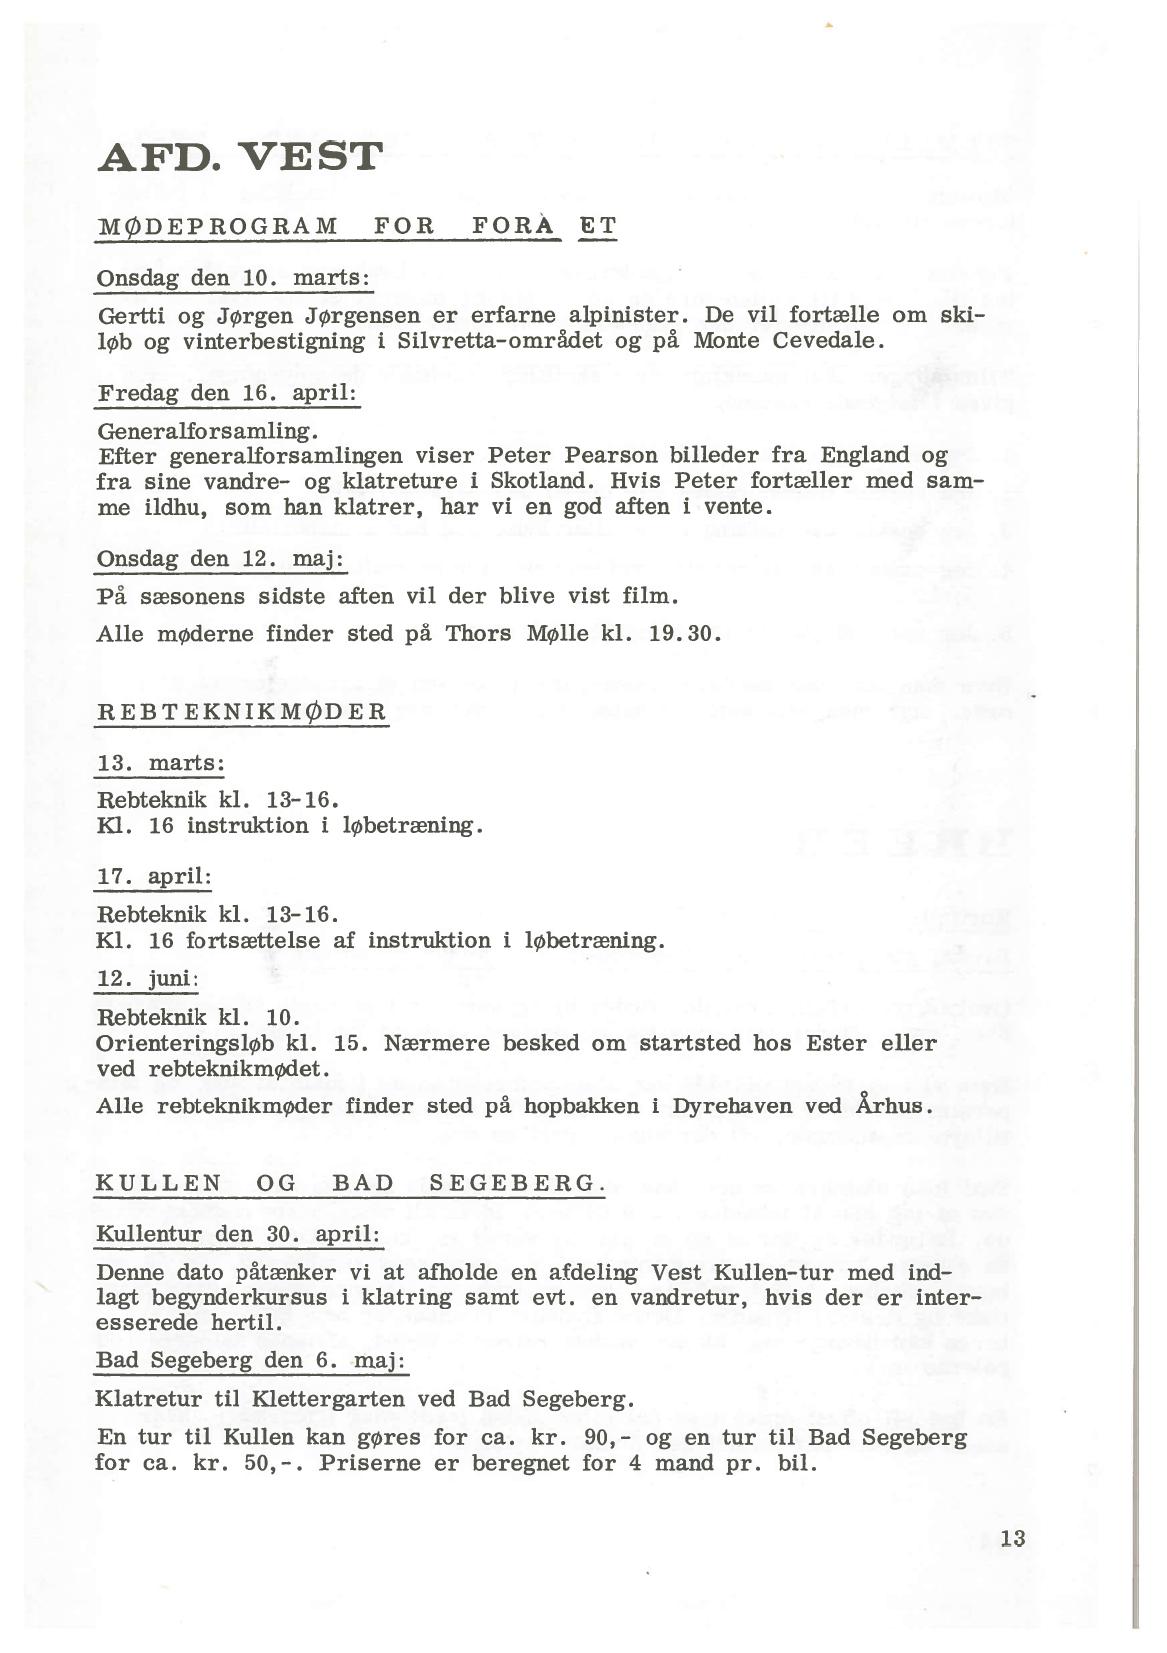 AFD. VEST
MØDEPROGRAM FOR FORÅET
Onsdag den 10. marts:
Gertti og Jørgen Jørgensen er erfarne alpinister. De vil fortælle om ski-
løb og vinterbestigning i Silvretta-området og på Monte Cevedale.
Fredag den 16. april:
Generalforsamling.
Efter generalforsamlingen viser Peter Pearson billeder fra England og
fra sine vandre- og klatreture i Skotland. Hvis Peter fortæller med sam-
me ildhu, som han klatrer, har vi en god aften i vente.
Onsdag den 12. maj:
På sæsonens sidste aften vil der blive vist film.
Alle møderne finder sted på Thors Mølle kl. 19.30.
REBTEKNIKMØDER
13. marts:
Rebteknik kl. 13-16.
Kl. 16 instruktion i løbetræning.
17. april:
Rebteknik kl. 13-16.
Kl. 16 fortsættelse af instruktion i løbetræning.
12. juni:
Rebteknik kl. 10.
Orienteringsløb kl. 15. Nærmere besked om startsted hos Ester eller
ved rebteknikmødet.
Alle rebteknikmøder finder sted på hopbakken i Dyrehaven ved Århus.
KULLEN OG BAD SEGEBERG.
Kullentur den 30. april:
Denne dato påtænker vi at afholde en afdeling Vest Kullen-tur med ind-
lagt begynderkursus i klatring samt evt. en vandretur, hvis der er inter-
esserede hertil.
Bad Segeberg den 6. maj:
Klatretur til Klettergarten ved Bad Segeberg.
En tur til Kullen kan gøres for ca. kr. 90,- og en tur til Bad Segeberg
for ca. kr. 50,-. Priserne er beregnet for 4 mand pr. bil.
13